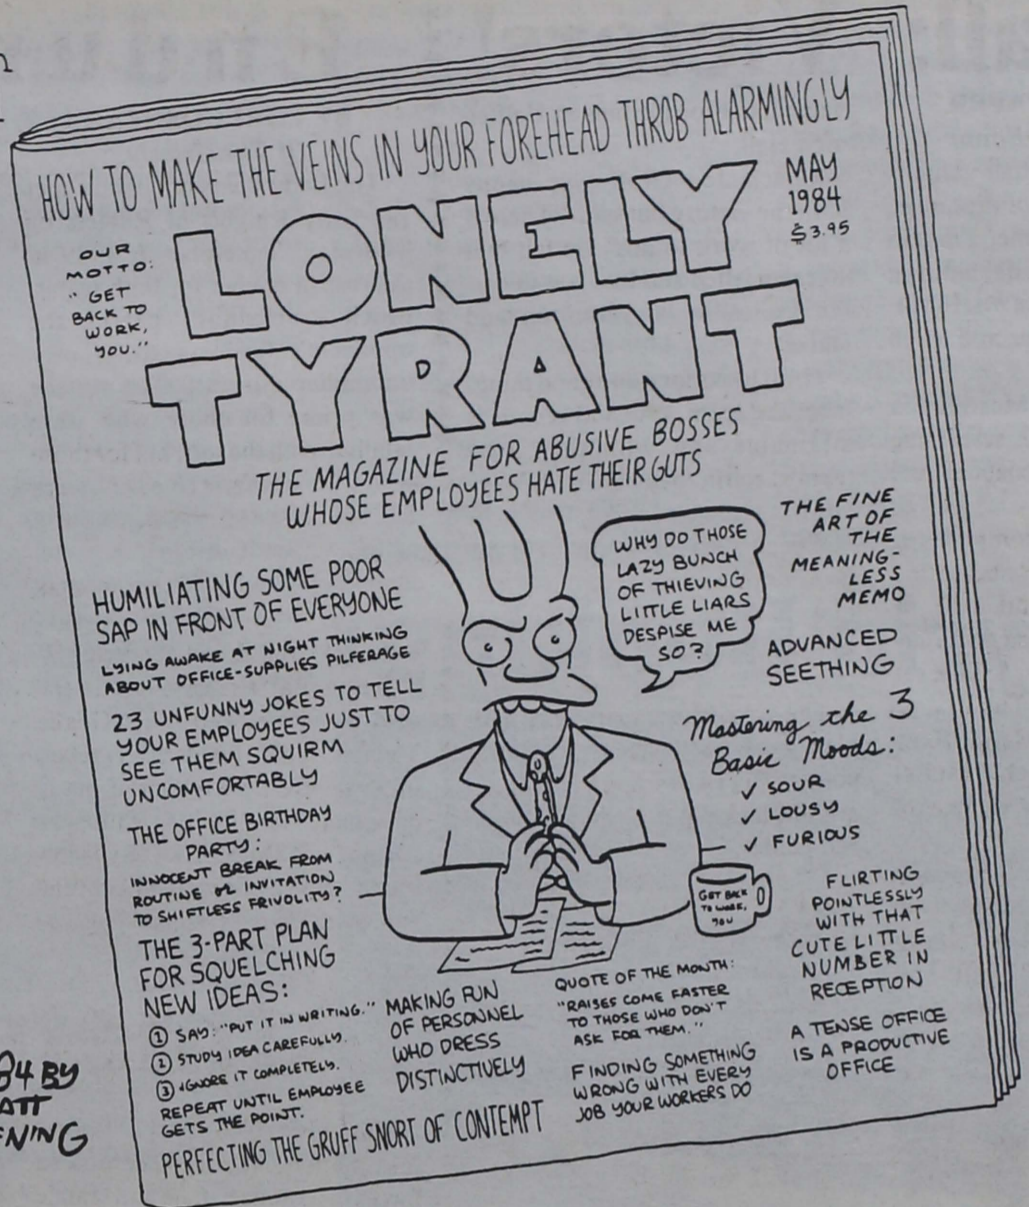 HOW TO MAKE THE VEINS IN YOUR FOREHEAD THROB ALARMINGLY
OUR
MOTTO:
"GET
BACK TO
WORK,
YOU."
LONELY
TYRANT
MAY
1984
$3.95
THE MAGAZINE FOR ABUSIVE BOSSES
WHOSE EMPLOYEES HATE THEIR GUTS
HUMILIATING SOME POOR
SAP IN FRONT OF EVERYONE
LYING AWAKE AT NIGHT THINKING
ABOUT OFFICE-SUPPLIES PILFERAGE
23 UNFUNNY JOKES TO TELL
YOUR EMPLOYEES JUST TO
SEE THEM SQUIRM
UNCOMFORTABLY
THE OFFICE BIRTHDAY
PARTY:
INNOCENT BREAK FROM
ROUTINE OR INVITATION
TO SHIFTLESS FRIVOLITY?
THE 3-PART PLAN
FOR SQUELCHING
NEW IDEAS:
① SAY: "PUT IT IN WRITING."
② STUDY IDEA CAREFULLY.
③ IGNORE IT COMPLETELY.
REPEAT UNTIL EMPLOYEE
GETS THE POINT.
WHY DO THOSE
LAZY BUNCH
OF THIEVING
LITTLE LIARS
DESPISE ME
SO?
THE FINE
ART OF
THE
MEANING-
LESS
MEMO
ADVANCED
SEETHING
Mastering the 3
Basic Moods:
✓ SOUR
✓ LOUSY
✓ FURIOUS
GET BACK
TO WORK,
YOU
FLIRTING
POINTLESSLY
WITH THAT
CUTE LITTLE
NUMBER IN
RECEPTION
MAKING FUN
OF PERSONNEL
WHO DRESS
DISTINCTIVELY
QUOTE OF THE MONTH:
"RAISES COME FASTER
TO THOSE WHO DON'T
ASK FOR THEM."
FINDING SOMETHING
WRONG WITH EVERY
JOB YOUR WORKERS DO
A TENSE OFFICE
IS A PRODUCTIVE
OFFICE
PERFECTING THE GRUFF SNORT OF CONTEMPT
84 BY
ATT
ENING